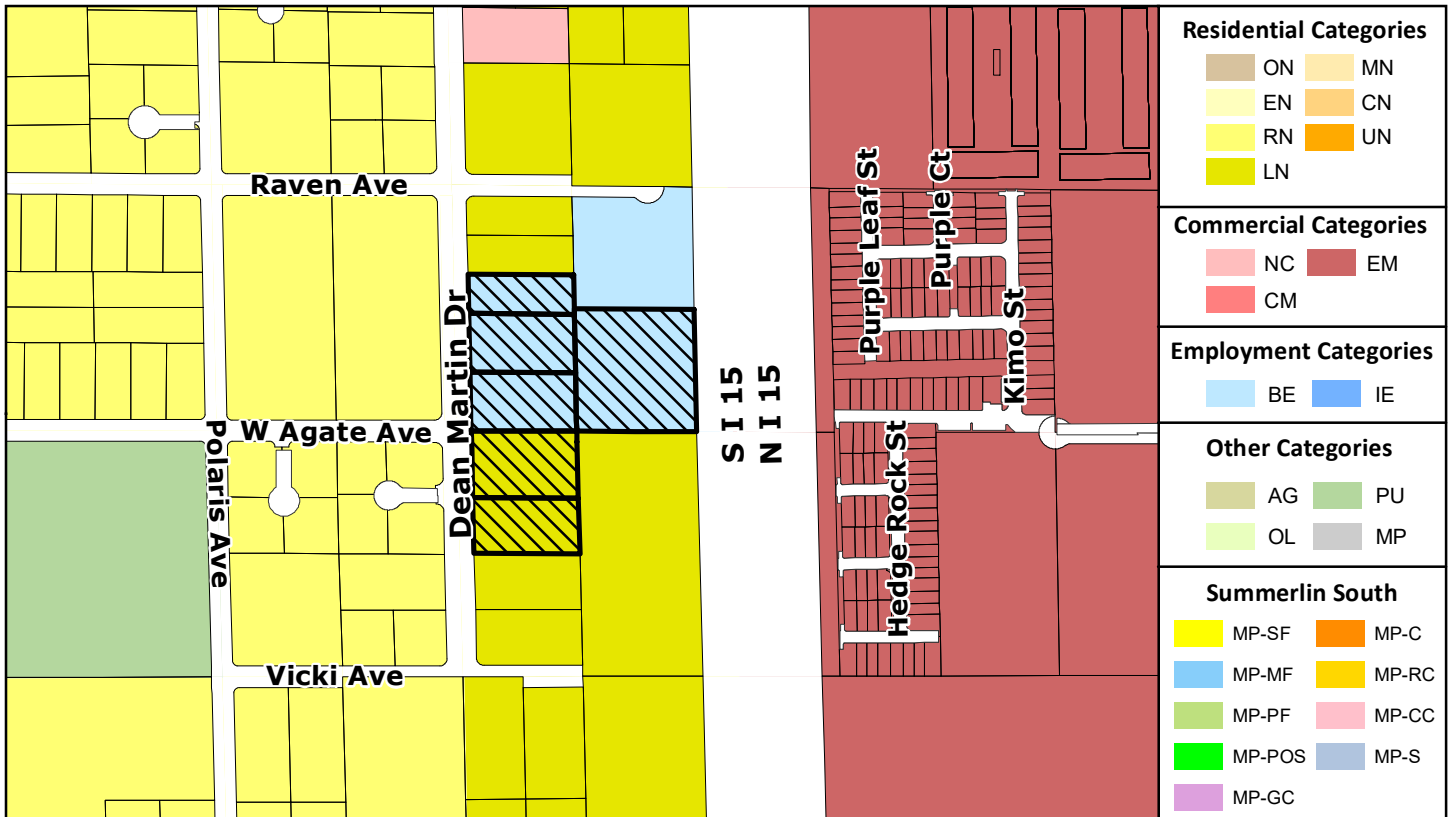 Raven Ave
W Agate Ave
Vicki Ave
Polaris Ave
Dean Martin Dr
S I 15
N I 15
Purple Leaf St
Purple Ct
Kimo St
Hedge Rock St
Residential Categories
ON MN
EN CN
RN UN
LN
Commercial Categories
NC EM
CM
Employment Categories
BE IE
Other Categories
AG PU
OL MP
Summerlin South
MP-SF MP-C
MP-MF MP-RC
MP-PF MP-CC
MP-POS MP-S
MP-GC